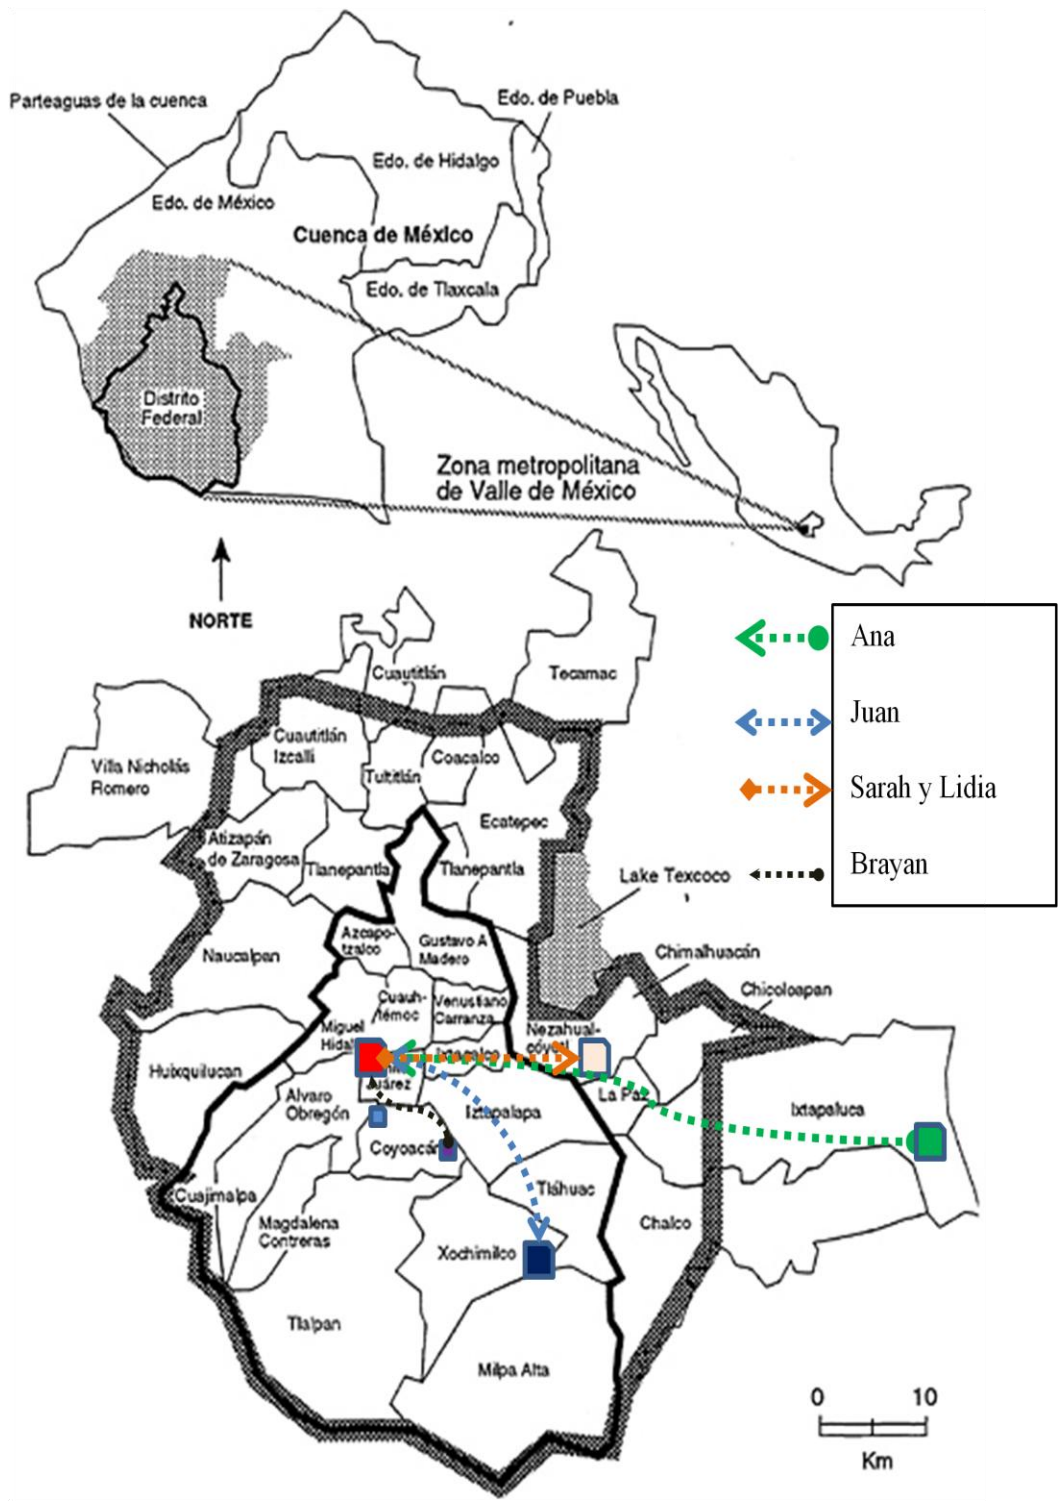 Parteaguas de la cuenca
Edo. de Puebla
Edo. de Hidalgo
Edo. de México
Cuenca de México
Edo. de Tlaxcala
Distrito
Federal
Zona metropolitana
de Valle de México
NORTE
Ana
Juan
Sarah y Lidia
Brayan
Cuautitlán
Tecamac
Cuautitlán
Izcalli
Coacalco
Villa Nicholás
Romero
Tultitlán
Ecatepec
Atizapán
de Zaragosa
Tlanepantla
Tlanepantla
Lake Texcoco
Azcapo-
tzalco
Gustavo A
Madero
Naucalpan
Chimalhuacán
Chicoloapan
Cuauh-
témoc
Venustiano
Carranza
Miguel
Nezahual-
Huixquilucan
Juárez
La Paz
Alvaro
Obregón
Iztapalapa
Ixtapaluca
Coyoacán
Cuajimalpa
Tláhuac
Magdalena
Contreras
Chalco
Xochimilco
Tlalpan
Milpa Alta
0 10
Km